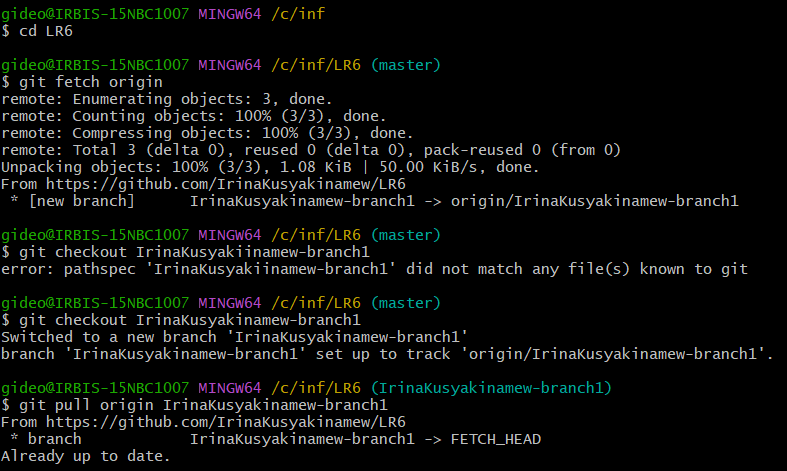 gideo@IRBIS-15NBC1007 MINGW64 /c/inf
$ cd LR6
gideo@IRBIS-15NBC1007 MINGW64 /c/inf/LR6 (master)
$ git fetch origin
remote: Enumerating objects: 3, done.
remote: Counting objects: 100% (3/3), done.
remote: Compressing objects: 100% (3/3), done.
remote: Total 3 (delta 0), reused 0 (delta 0), pack-reused 0 (from 0)
Unpacking objects: 100% (3/3), 1.08 KiB | 50.00 KiB/s, done.
From https://github.com/IrinaKusyakinamew/LR6
 * [new branch]      IrinaKusyakinamew-branch1 -> origin/IrinaKusyakinamew-branch1
gideo@IRBIS-15NBC1007 MINGW64 /c/inf/LR6 (master)
$ git checkout IrinaKusyakiinamew-branch1
error: pathspec 'IrinaKusyakiinamew-branch1' did not match any file(s) known to git
gideo@IRBIS-15NBC1007 MINGW64 /c/inf/LR6 (master)
$ git checkout IrinaKusyakinamew-branch1
Switched to a new branch 'IrinaKusyakinamew-branch1'
branch 'IrinaKusyakinamew-branch1' set up to track 'origin/IrinaKusyakinamew-branch1'.
gideo@IRBIS-15NBC1007 MINGW64 /c/inf/LR6 (IrinaKusyakinamew-branch1)
$ git pull origin IrinaKusyakinamew-branch1
From https://github.com/IrinaKusyakinamew/LR6
 * branch            IrinaKusyakinamew-branch1 -> FETCH_HEAD
Already up to date.